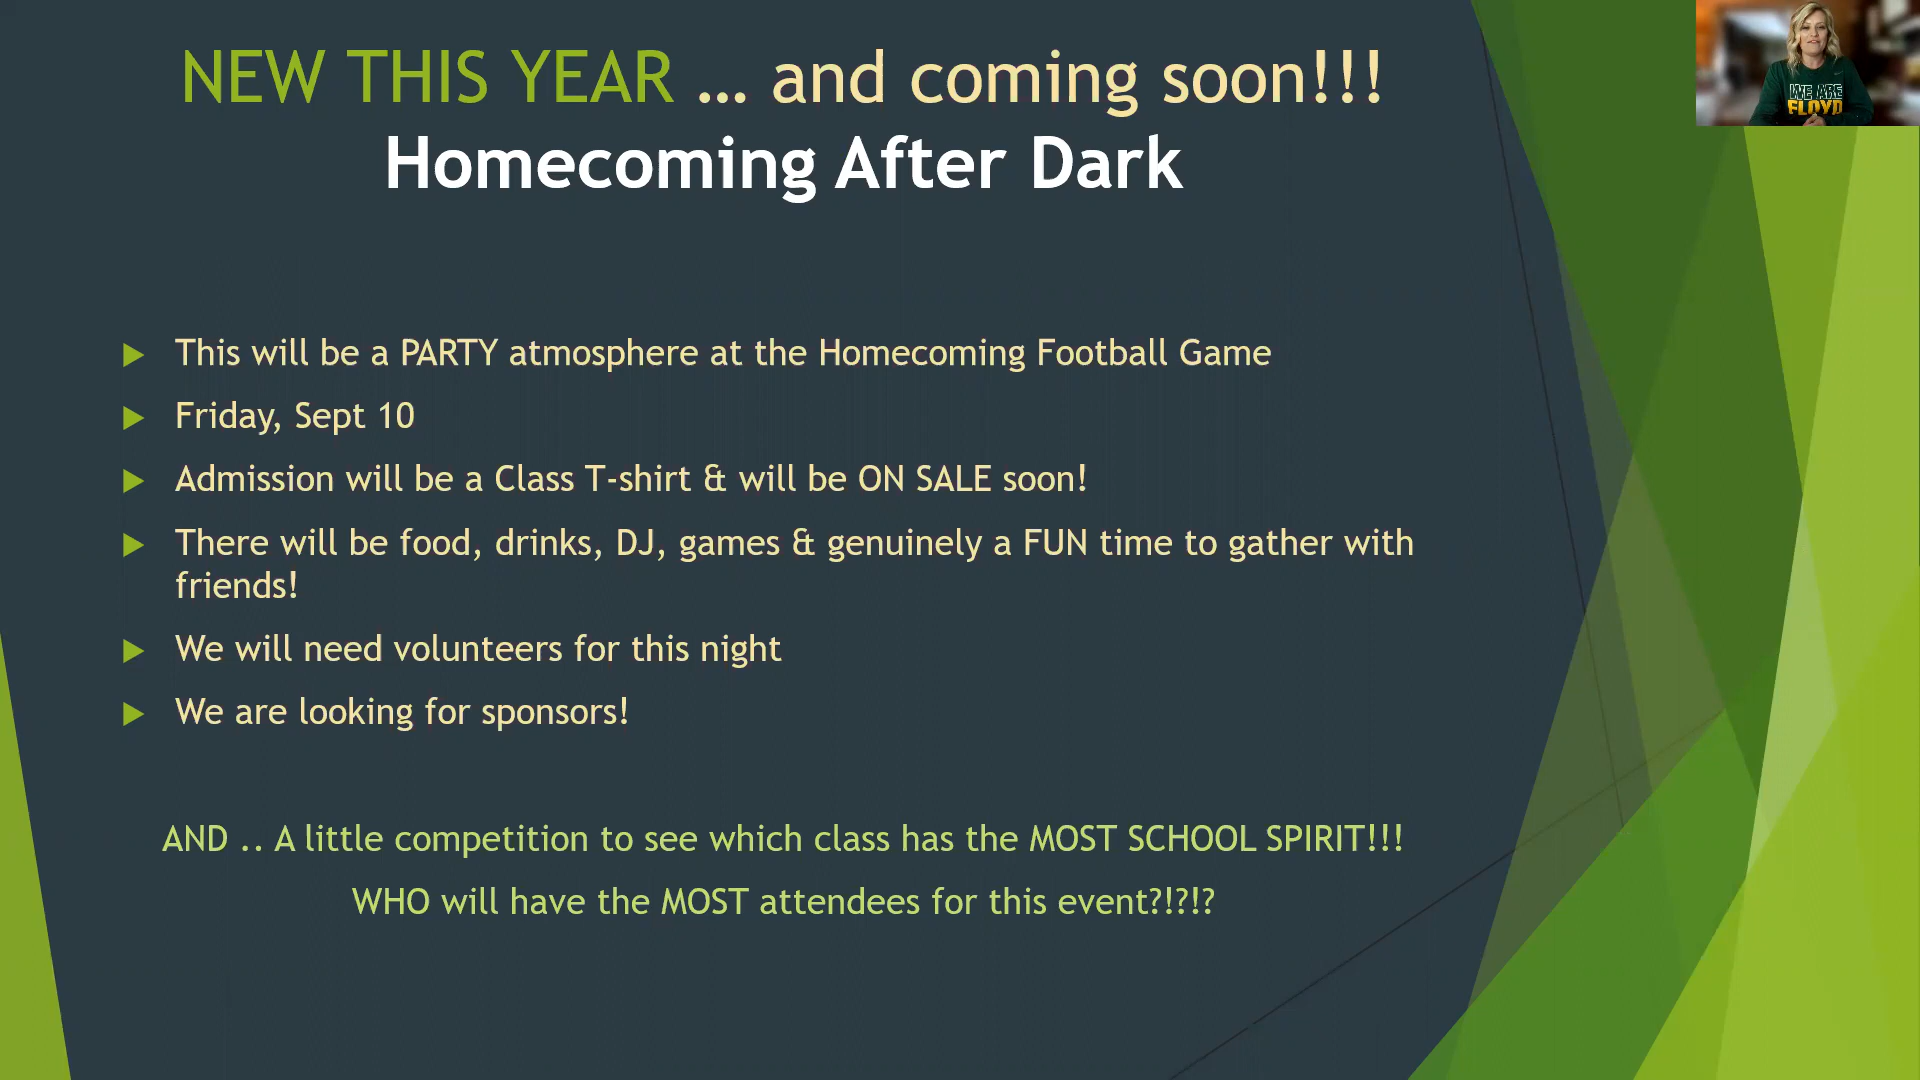 NEW THIS YEAR … and coming soon!!!
Homecoming After Dark
This will be a PARTY atmosphere at the Homecoming Football Game
Friday, Sept 10
Admission will be a Class T-shirt & will be ON SALE soon!
There will be food, drinks, DJ, games & genuinely a FUN time to gather with
friends!
We will need volunteers for this night
We are looking for sponsors!
AND .. A little competition to see which class has the MOST SCHOOL SPIRIT!!!
WHO will have the MOST attendees for this event?!?!?
WE ARE
FLOYD